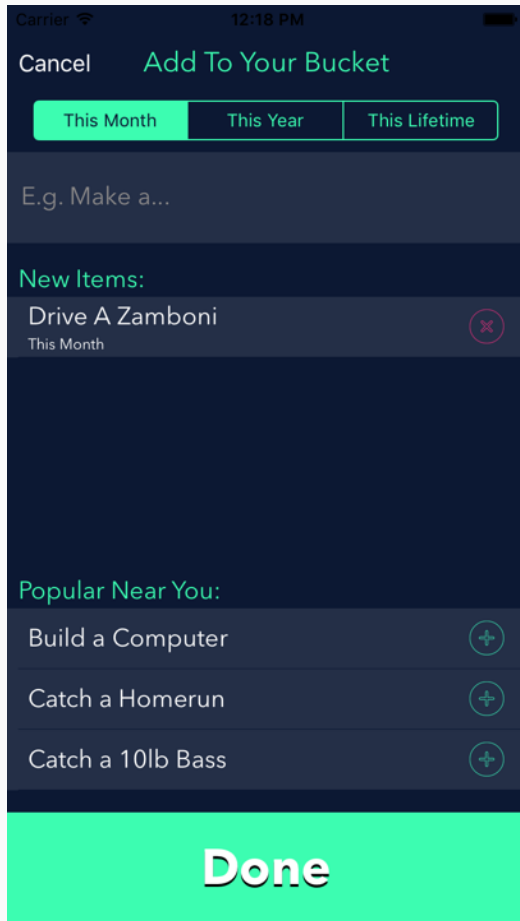 Carrier 12:18 PM
Cancel Add To Your Bucket
This Month This Year This Lifetime
E.g. Make a...
New Items:
Drive A Zamboni
This Month
Popular Near You:
Build a Computer
Catch a Homerun
Catch a 10lb Bass
Done